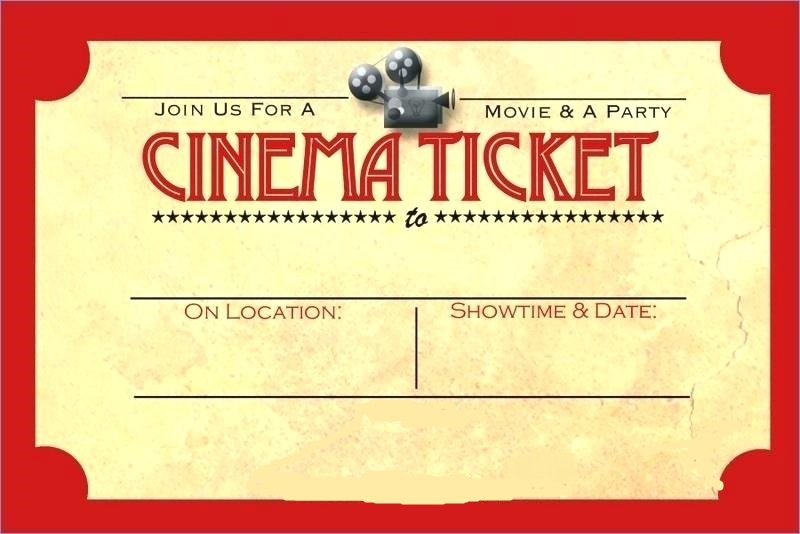 Join Us For A Movie & A Party
CINEMA TICKET
to
On Location: Showtime & Date: